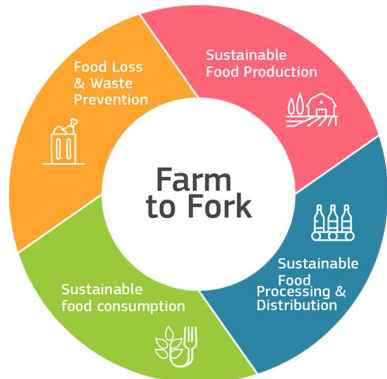 Food Loss
& Waste
Prevention
Sustainable
Food Production
Farm
to Fork
Sustainable
Food
Processing &
Distribution
Sustainable
food consumption